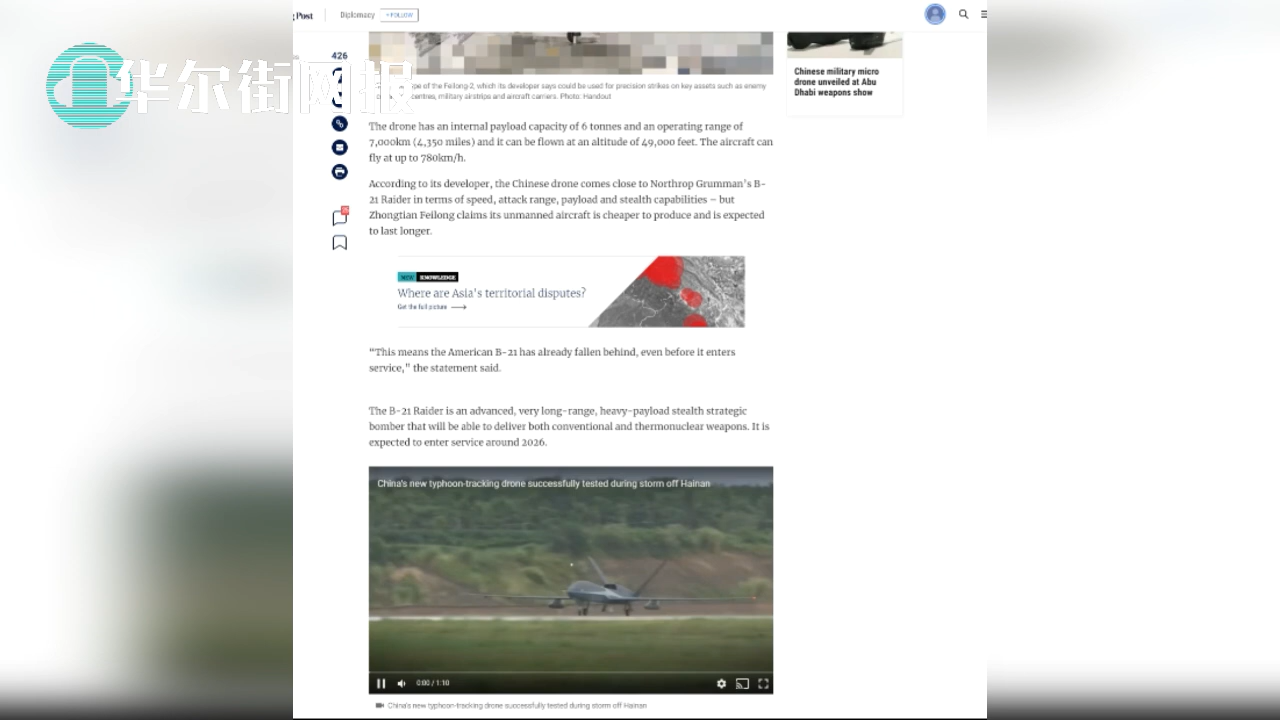 Post
Diplomacy
+ FOLLOW
426
华尔街网报
ope of the Feilong-2, which its developer says could be used for precision strikes on key assets such as enemy
centres, military airstrips and aircraft carriers. Photo: Handout
Chinese military micro
drone unveiled at Abu
Dhabi weapons show
The drone has an internal payload capacity of 6 tonnes and an operating range of
7,000km (4,350 miles) and it can be flown at an altitude of 49,000 feet. The aircraft can
fly at up to 780km/h.
According to its developer, the Chinese drone comes close to Northrop Grumman's B-
21 Raider in terms of speed, attack range, payload and stealth capabilities – but
Zhongtian Feilong claims its unmanned aircraft is cheaper to produce and is expected
to last longer.
NEW KNOWLEDGE
Where are Asia's territorial disputes?
Get the full picture
“This means the American B-21 has already fallen behind, even before it enters
service,” the statement said.
The B-21 Raider is an advanced, very long-range, heavy-payload stealth strategic
bomber that will be able to deliver both conventional and thermonuclear weapons. It is
expected to enter service around 2026.
China's new typhoon-tracking drone successfully tested during storm off Hainan
0:00 / 1:10
China's new typhoon-tracking drone successfully tested during storm off Hainan